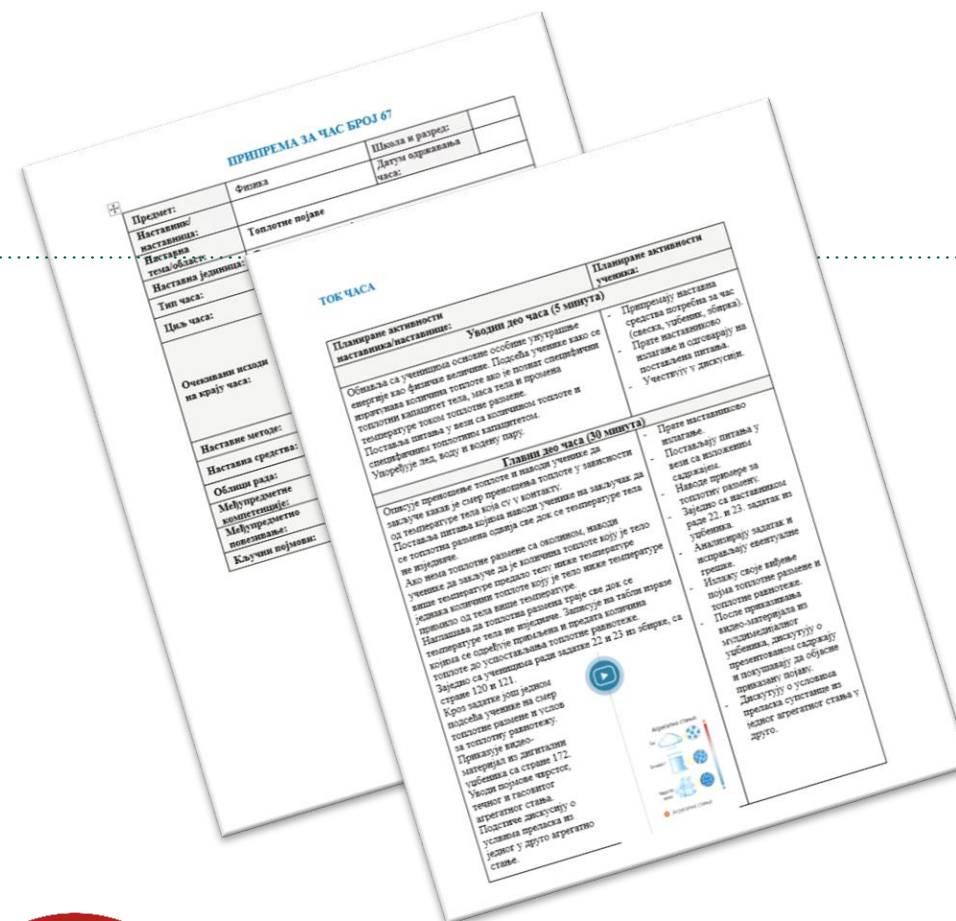 ПРИПРЕМА ЗА ЧАС БРОЈ 67
Предмет:
Физика
Школа и разред:
Наставник/
наставница:
Датум одржавања
часа:
Наставна
тема/област:
Топлотне појаве
Наставна јединица:
Тип часа:
Циљ часа:
Очекивани исходи
на крају часа:
Наставне методе:
Наставна средства:
Облици рада:
Међупредметне
компетенције:
Међупредметно
повезивање:
Кључни појмови:
ТОК ЧАСА
Планиране активности
наставника/наставнице:
Планиране активности
ученика:
Уводни део часа (5 минута)
Обнавља са ученицима основне особине унутрашње
енергије као физичке величине. Подсећа ученике како се
израчунава количина топлоте ако је познат специфични
топлотни капацитет тела, маса тела и промена
температуре током топлотне размене.
Поставља питања у вези са количином топлоте и
специфичним топлотним капацитетом.
Упоређује лед, воду и водену пару.
- Припремају наставна
средства потребна за час
(свеска, уџбеник, збирка).
- Прате наставниково
излагање и одговарају на
постављена питања.
- Учествују у дискусији.
Главни део часа (30 минута)
Описује преношење топлоте и наводи ученике да
закључе какав је смер преношења топлоте у зависности
од температуре тела која су у контакту.
Поставља питања којима наводи ученике на закључак да
се топлотна размена одвија све док се температуре тела
не изједначе.
Ако нема топлотне размене са околином, наводи
ученике да закључе да је количина топлоте коју је тело
више температуре предало телу ниже температуре
једнака количини топлоте коју је тело ниже температуре
примило од тела више температуре.
Наглашава да топлотна размена траје све док се
температуре тела не изједначе. Записује на табли изразе
којима се одређује примљена и предата количина
топлоте до успостављања топлотне равнотеже.
Заједно са ученицима ради задатке 22 и 23 из збирке, са
стране 120 и 121.
Кроз задатке још једном
подсећа ученике на смер
топлотне размене и услов
за топлотну равнотежу.
Приказује видео-
материјал из дигитални
уџбеника са стране 172.
Уводи појмове чврстог,
течног и гасовитог
агрегатног стања.
Подстиче дискусију о
условима преласка из
једног у друго агрегатно
стање.
Агрегатна стања
Гас
Агрегатна стања
- Прате наставниково
излагање.
- Постављају питања у
вези са изложеним
садржајем.
- Наводе примере за
топлотну размену.
- Заједно са наставником
раде 22. и 23. задатак из
уџбеника.
- Анализирају задатак и
исправљају евентуалне
грешке.
- Излажу своје виђење
појма топлотне размене и
топлотне равнотеже.
- После приказивања
видео-материјала из
мултимедијалног
уџбеника, дискутују о
презентованом садржају
и покушавају да објасне
приказану појаву.
- Дискутују о условима
преласка супстанце из
једног агрегатног стања у
друго.